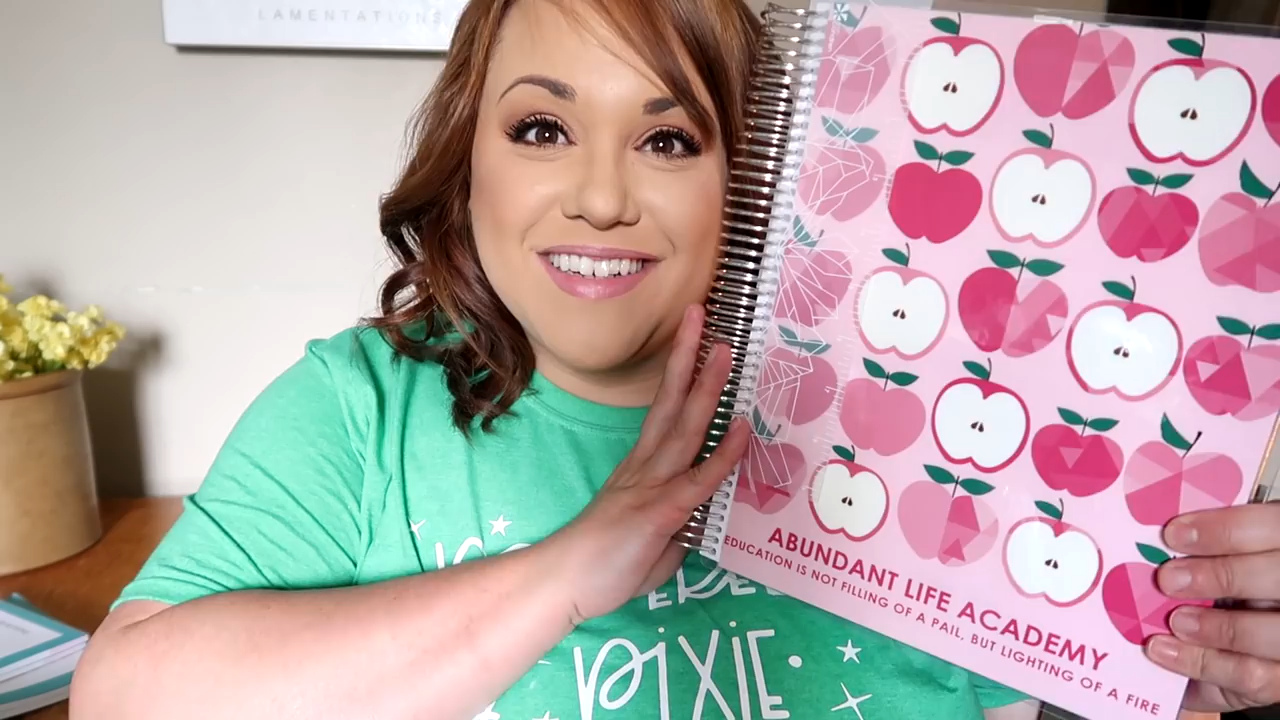 LAMENTATIONS
PIXIE
ABUNDANT LIFE ACADEMY
EDUCATION IS NOT FILLING OF A PAIL, BUT LIGHTING OF A FIRE